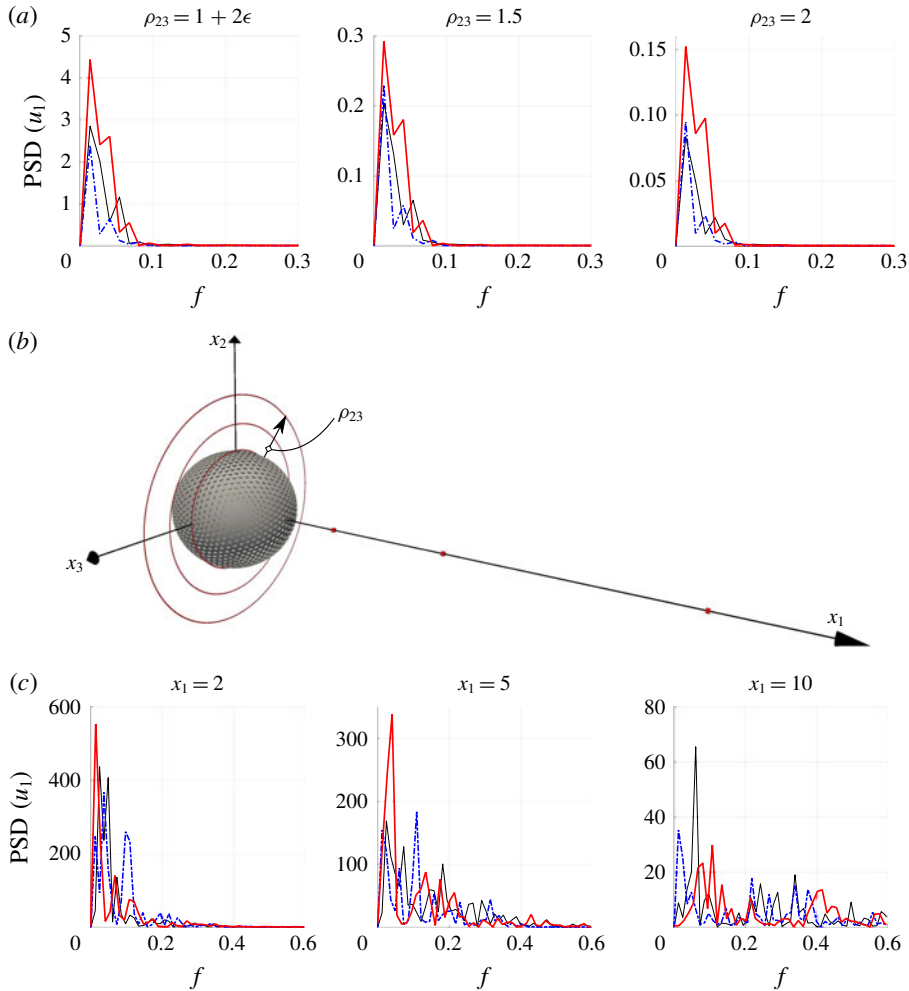 (a) ρ₂₃ = 1 + 2ϵ ρ₂₃ = 1.5 ρ₂₃ = 2
PSD (u₁)
5 4 3 2 1 0 0.1 0.2 0.3
f
0.3 0.2 0.1 0 0.1 0.2 0.3
f
0.15 0.10 0.05 0 0.1 0.2 0.3
f
(b)
x₂
ρ₂₃
x₃
x₁
(c) x₁ = 2 x₁ = 5 x₁ = 10
PSD (u₁)
600 400 200 0 0.2 0.4 0.6
f
300 200 100 0 0.2 0.4 0.6
f
80 60 40 20 0 0.2 0.4 0.6
f